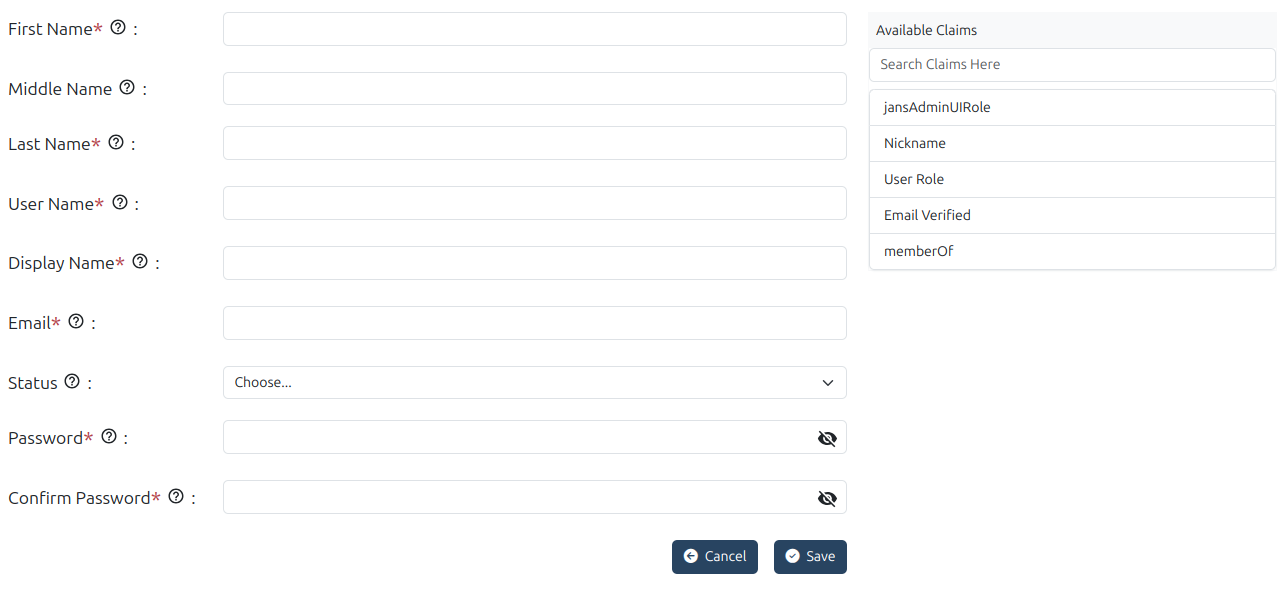 First Name* :
Middle Name :
Last Name* :
User Name* :
Display Name* :
Email* :
Status :
Choose...
Password* :
Confirm Password* :
Cancel
Save
Available Claims
Search Claims Here
jansAdminUIRole
Nickname
User Role
Email Verified
memberOf